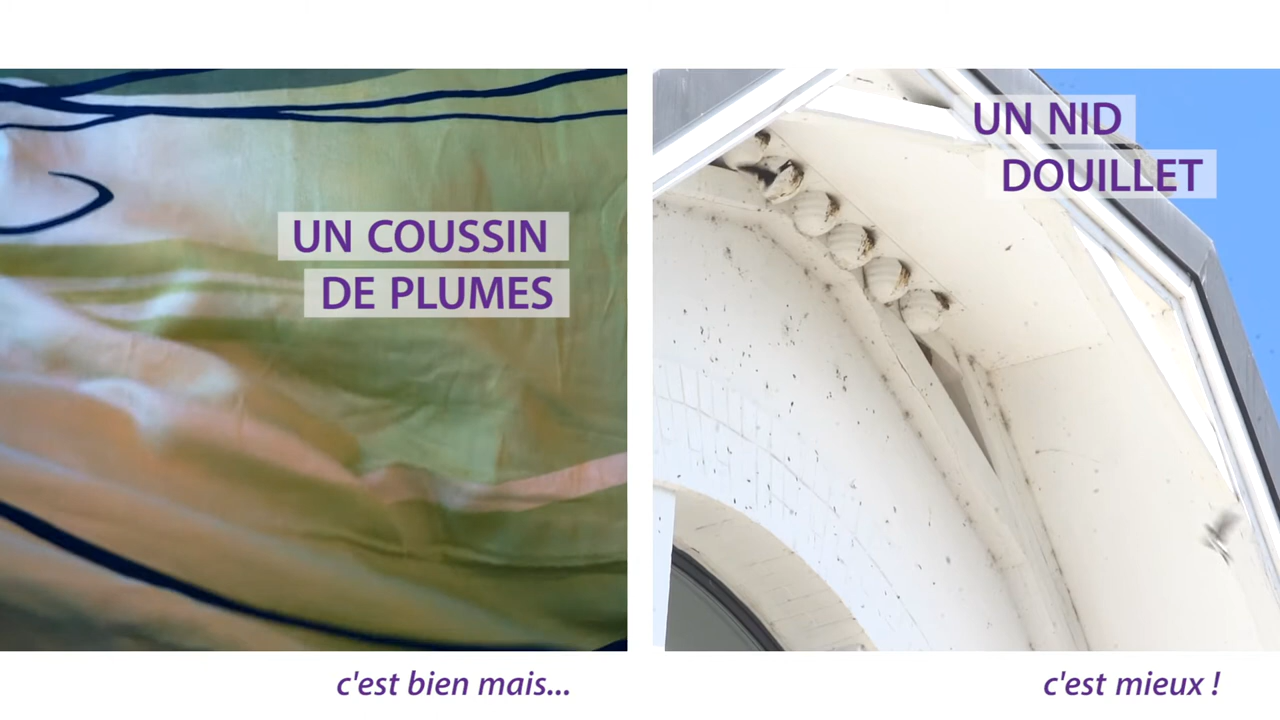 UN COUSSIN
DE PLUMES
c'est bien mais...
UN NID
DOUILLET
c'est mieux !